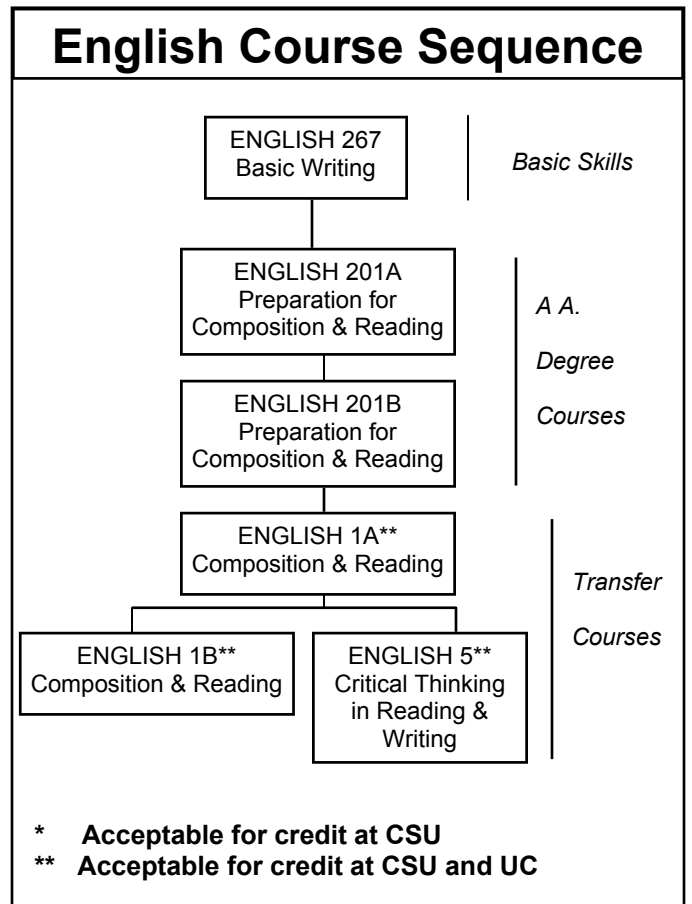 English Course Sequence
ENGLISH 267
Basic Writing
Basic Skills
ENGLISH 201A
Preparation for
Composition & Reading
ENGLISH 201B
Preparation for
Composition & Reading
A A.
Degree
Courses
ENGLISH 1A**
Composition & Reading
ENGLISH 1B**
Composition & Reading
ENGLISH 5**
Critical Thinking
in Reading &
Writing
Transfer
Courses
* Acceptable for credit at CSU
** Acceptable for credit at CSU and UC